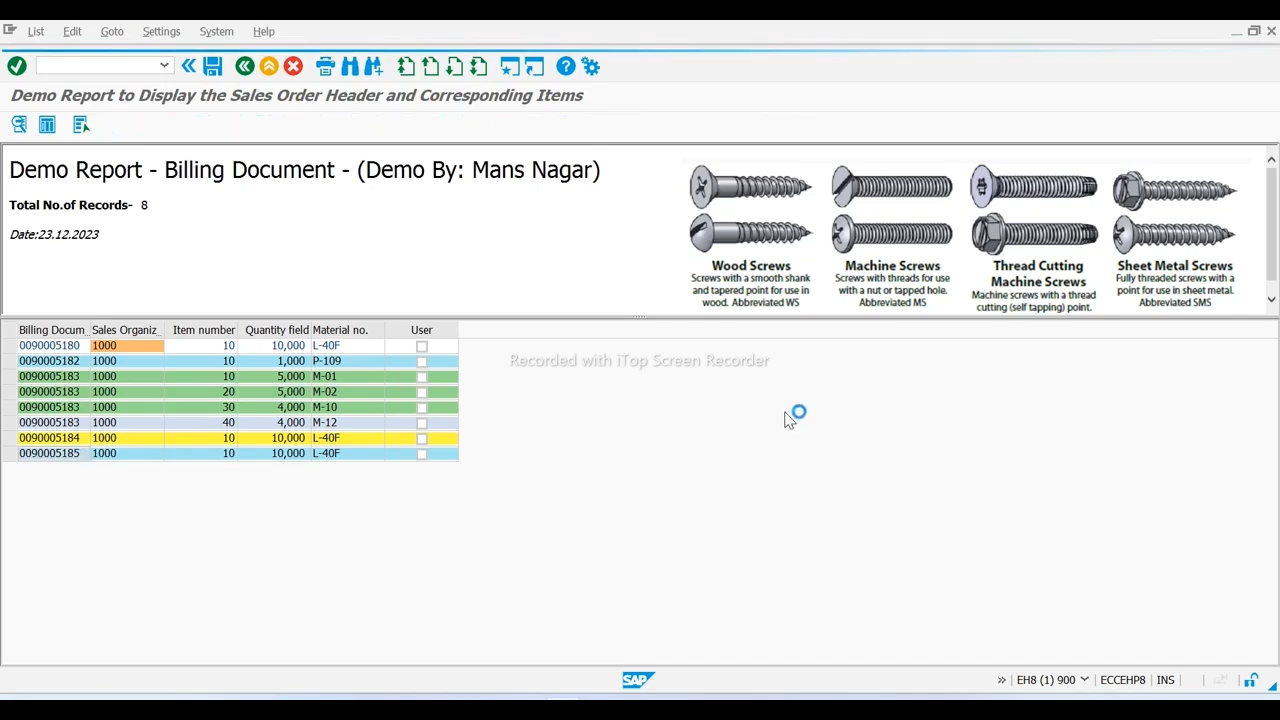 List Edit Goto Settings System Help
Demo Report to Display the Sales Order Header and Corresponding Items
Demo Report - Billing Document - (Demo By: Mans Nagar)
Total No.of Records- 8
Date:23.12.2023
Wood Screws
Screws with a smooth shank
and tapered point for use in
wood. Abbreviated WS
Machine Screws
Screws with threads for use
with a nut or tapped hole.
Abbreviated MS
Thread Cutting
Machine Screws
Machine screws with a thread
cutting (self tapping) point.
Sheet Metal Screws
Fully threaded screws with a
point for use in sheet metal.
Abbreviated SMS
Billing Docum... Sales Organiz... Item number Quantity field Material no. User
0090005180 1000 10 10,000 L-40F
0090005182 1000 10 1,000 P-109
0090005183 1000 10 5,000 M-01
0090005183 1000 20 5,000 M-02
0090005183 1000 30 4,000 M-10
0090005183 1000 40 4,000 M-12
0090005184 1000 10 10,000 L-40F
0090005185 1000 10 10,000 L-40F
Recorded with iTop Screen Recorder
SAP
» EH8 (1) 900 ECCEHP8 INS